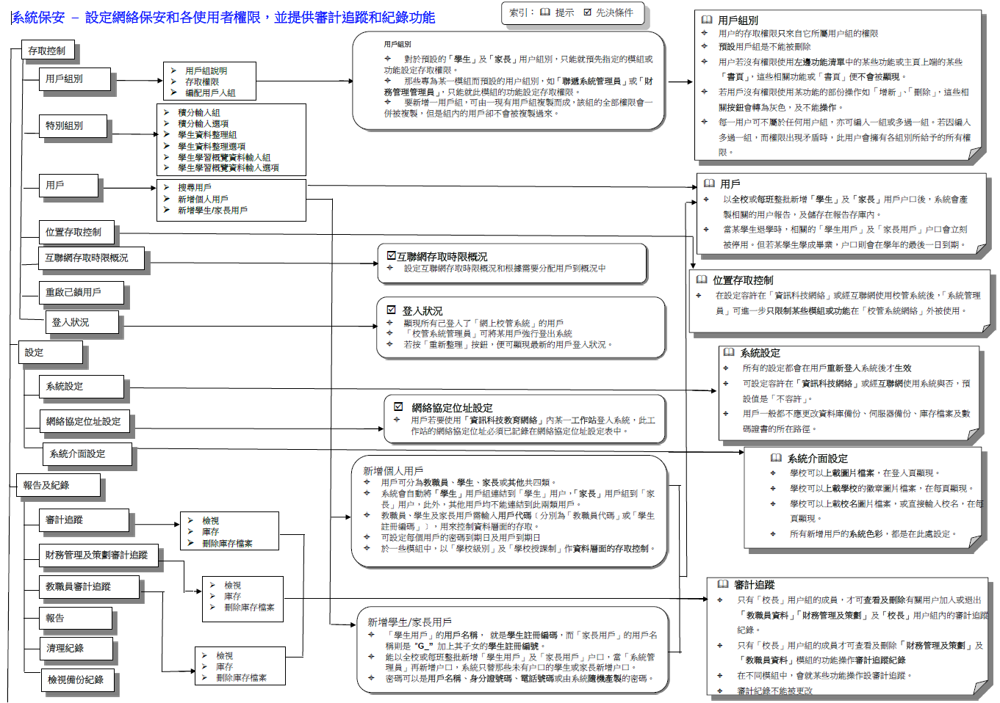 系統保安 – 設定網絡保安和各使用者權限，並提供審計追蹤和紀錄功能
索引： 提示 先決條件
存取控制
用戶組別
用戶組說明
存取權限
編配用戶入組
特別組別
積分輸入組
積分輸入選項
學生資料整理組
學生資料整理選項
學生學習概覽資料輸入組
學生學習概覽資料輸入選項
用戶
搜尋用戶
新增個人用戶
新增學生/家長用戶
位置存取控制
互聯網存取時限概況
重啟已鎖用戶
登入狀況
設定
系統設定
網絡協定位址設定
系統介面設定
報告及紀錄
審計追蹤
檢視
庫存
刪除庫存檔案
財務管理及策劃審計追蹤
檢視
庫存
刪除庫存檔案
教職員審計追蹤
報告
清理紀錄
檢視備份紀錄
檢視
庫存
刪除庫存檔案
用戶組別
對於預設的「學生」及「家長」用户組別，只能就預先指定的模組或
功能設定存取權限。
那些專為某一模組而預設的用户組別，如「聯遞系統管理員」或「財
務管理管理員」，只能就此模組的功能設定存取權限。
要新增一用戶組，可由一現有用戶組複製而成，該組的全部權限會一
併被複製，但是組內的用戶卻不會被複製過來。
互聯網存取時限概況
設定互聯網存取時限概況和根據需要分配用戶到概況中
登入狀況
顯現所有己登入了「網上校管系統」的用戶
「校管系統管理員」可將某用戶強行登出系統
若按「重新整理」按鈕，便可顯現最新的用戶登入狀況。
網絡協定位址設定
用戶若要使用「資訊科技教育網絡」內某一工作站登入系統，此工
作站的網絡協定位址必須已記錄在網絡協定位址設定表中。
新增個人用戶
用戶可分為教職員、學生、家長或其他共四類。
系統會自動將「學生」用戶組連結到「學生」用户，「家長」用戶組到「家
長」用户，此外，其他用戶均不能連結到此兩類用戶。
教職員、學生及家長用戶需輸入用戶代碼﹝分別為「教職員代碼」或「學生
註冊編碼」﹞，用來控制資料層面的存取。
可設定每個用戶的密碼到期日及用戶到期日
於一些模組中，以「學校級別」及「學校授課制」作資料層面的存取控制。
新增學生/家長用戶
「學生用戶」的用戶名稱， 就是學生註冊編碼，而「家長用戶」的用戶名
稱則是 "G_" 加上其子女的學生註冊編號。
能以全校或每班整批新增「學生用戶」及「家長用戶」户口，當「系統管
理員」再新增户口，系統只替那些未有户口的學生或家長新增户口。
密碼可以是用戶名稱、身分證號碼、電話號碼或由系統隨機產製的密碼。
用戶組別
用户的存取權限只來自它所屬用户組的權限
預設用戶組是不能被刪除
用戶若沒有權限使用左邊功能清單中的某些功能或主頁上端的某些
「書頁」，這些相關功能或「書頁」便不會被顯現。
若用戶沒有權限使用某功能的部份操作如「增新」、「刪除」，這些相
關按鈕會轉為灰色，及不能操作。
每一用户可不屬於任何用户組，亦可編入一組或多過一組。若因編入
多過一組，而權限出現矛盾時，此用户會擁有各組別所給予的所有權
限。
用戶
以全校或每班整批新增「學生」及「家長」用戶户口後，系統會產
製相關的用户報告，及儲存在報告存庫內。
當某學生退學時，相關的「學生用戶」及「家長用戶」户口會立刻
被停用。但若某學生學成畢業，户口則會在學年的最後一日到期。
位置存取控制
在設定容許在「資訊科技網絡」或經互聯網使用校管系統後，「系統管理
員」可進一步只限制某些模組或功能在「校管系統網絡」外被使用。
系統設定
所有的設定都會在用戶重新登入系統後才生效
可設定容許在「資訊科技網絡」或經互聯網使用系統與否，預
設值是「不容許」。
用戶一般都不應更改資料庫備份、伺服器備份、庫存檔案及數
碼證書的所在路徑。
系統介面設定
學校可以上載圖片檔案，在登入頁顯現。
學校可以上載學校的徽章圖片檔案，在每頁顯現。
學校可以上載校名圖片檔案，或直接輸入校名，在每
頁顯現。
所有新增用戶的系統色彩，都是在此處設定。
審計追蹤
只有「校長」用户組的成員，才可查看及刪除有關用户加入或退出
「教職員資料」「財務管理及策劃」及「校長」用户組內的審計追蹤
紀錄。
只有「校長」用户組的成員才可查看及刪除「財務管理及策劃」及
「教職員資料」模組的功能操作審計追蹤紀錄
在不同模組中，會就某些功能操作設審計追蹤。
審計紀錄不能被更改